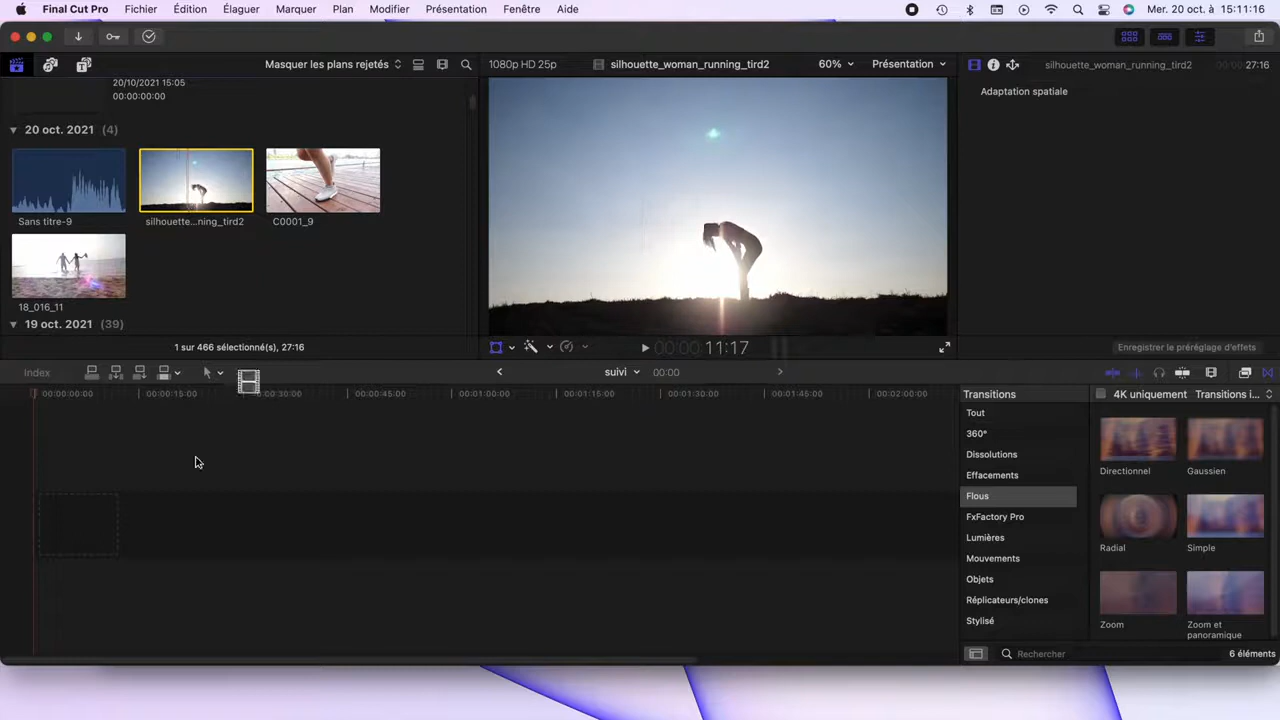 Final Cut Pro Fichier Édition Élaguer Marquer Plan Modifier Présentation Fenêtre Aide Mer. 20 oct. à 15:11:16
Masquer les plans rejetés 1080p HD 25p silhouette_woman_running_tird2 60% Présentation silhouette_woman_running_tird2 27:16
20/10/2021 15:05
00:00:00:00
Adaptation spatiale
20 oct. 2021 (4)
Sans titre-9 silhouette...ning_tird2 C0001_9
18_016_11
19 oct. 2021 (39)
1 sur 466 sélectionné(s), 27:16 00:00:00 11:17 Enregistrer le préréglage d'effets
Index suivi 00:00
00:00:00:00 00:00:15:00 00:00:30:00 00:00:45:00 00:01:00:00 00:01:15:00 00:01:30:00 00:01:45:00 00:02:00:00
Transitions 4K uniquement Transitions i...
Tout
360°
Dissolutions
Effacements
Flous
FxFactory Pro
Lumières
Mouvements
Objets
Réplicateurs/clones
Stylisé
Directionnel Gaussien
Radial Simple
Zoom Zoom et
panoramique
Rechercher 6 éléments